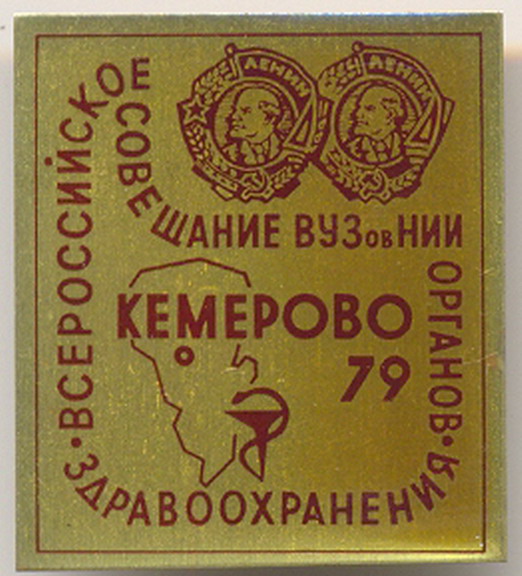 ЛЕНИН ЛЕНИН
ВСЕРОССИЙСКОЕ
СОВЕЩАНИЕ ВУЗов НИИ
ОРГАНОВ
ЗДРАВООХРАНЕНИЯ
КЕМЕРОВО
79